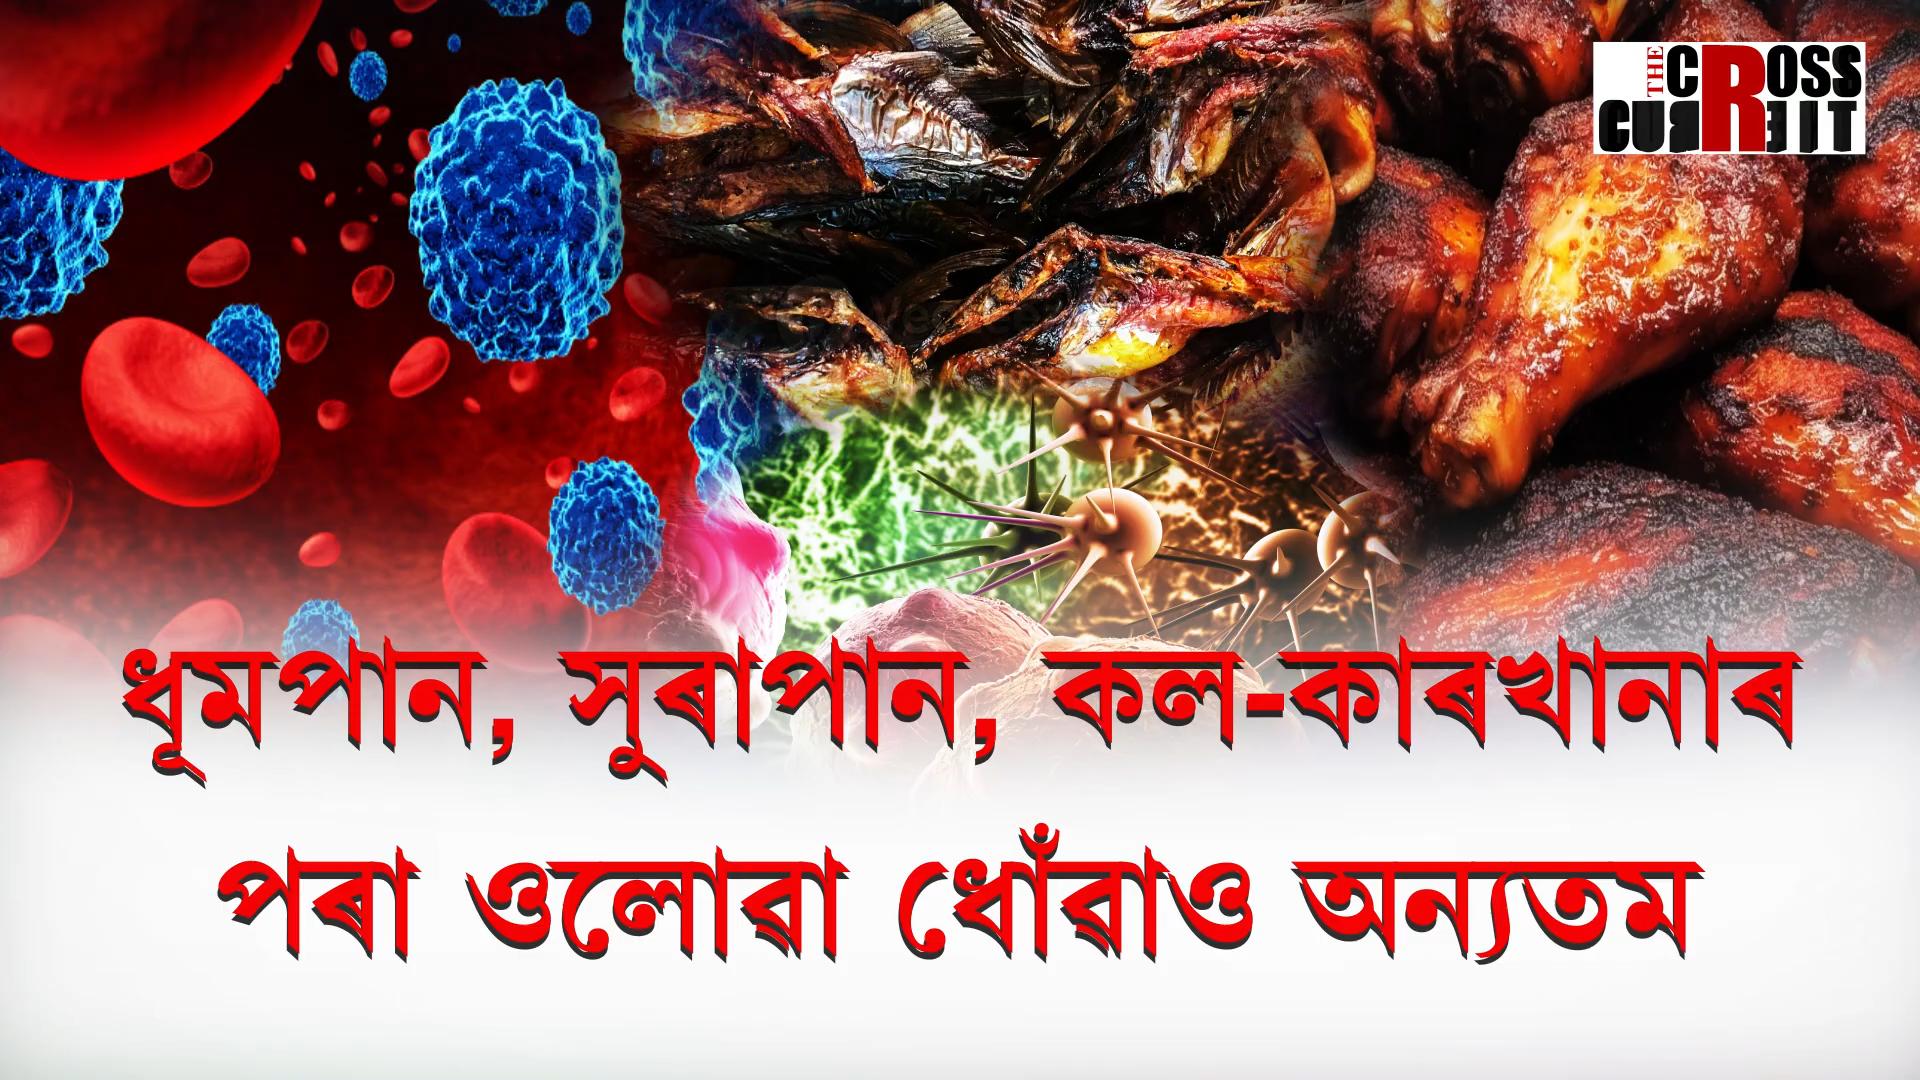 THE CROSS
CURRENT
ধূমপান, সুৰাপান, কল-কাৰখানাৰ
পৰা ওলোৱা ধোঁৱাও অন্যতম